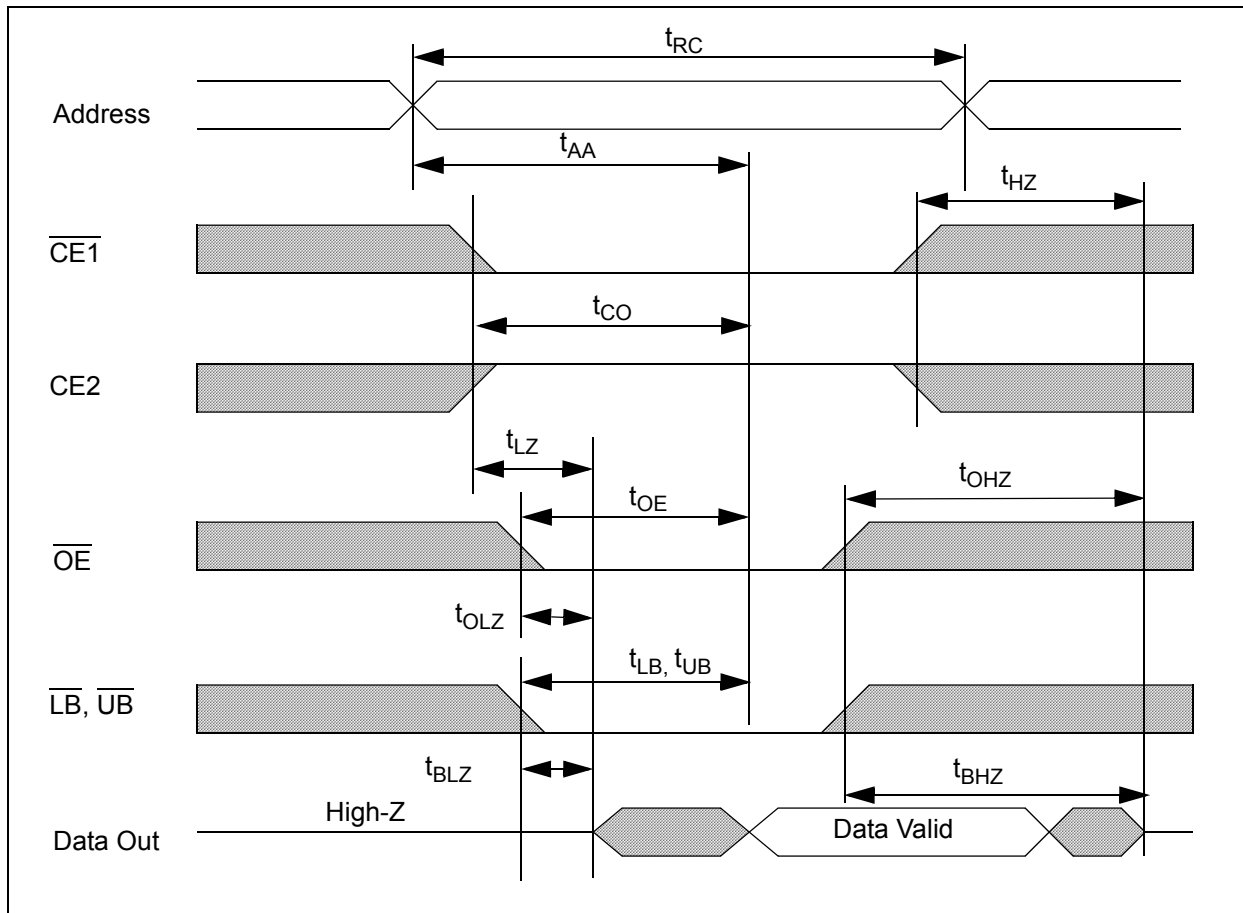 tRC
Address
tAA
tHZ
CE1
tCO
CE2
tLZ
tOE
tOHZ
OE
tOLZ
tLB, tUB
LB, UB
tBLZ
tBHZ
High-Z
Data Valid
Data Out